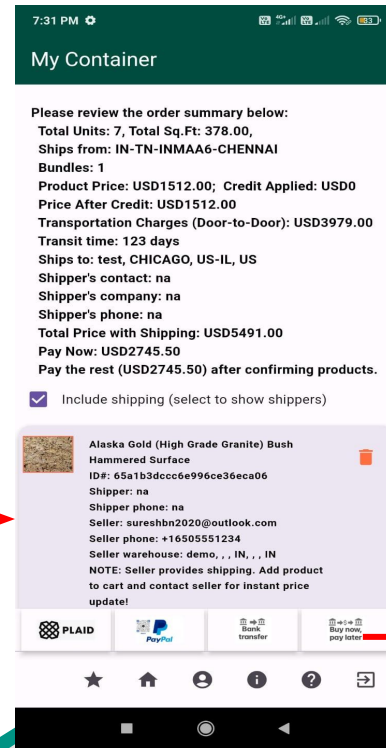 7:31 PM
4G+
83
My Container
Please review the order summary below:
Total Units: 7, Total Sq.Ft: 378.00,
Ships from: IN-TN-INMAA6-CHENNAI
Bundles: 1
Product Price: USD1512.00; Credit Applied: USD0
Price After Credit: USD1512.00
Transportation Charges (Door-to-Door): USD3979.00
Transit time: 123 days
Ships to: test, CHICAGO, US-IL, US
Shipper's contact: na
Shipper's company: na
Shipper's phone: na
Total Price with Shipping: USD5491.00
Pay Now: USD2745.50
Pay the rest (USD2745.50) after confirming products.
Include shipping (select to show shippers)
Alaska Gold (High Grade Granite) Bush
Hammered Surface
ID#: 65a1b3dccc6e996ce36eca06
Shipper: na
Shipper phone: na
Seller: sureshbn2020@outlook.com
Seller phone: +16505551234
Seller warehouse: demo, , , IN, , , IN
NOTE: Seller provides shipping. Add product
to cart and contact seller for instant price
update!
PLAID
PayPal
Bank
transfer
Buy now,
pay later